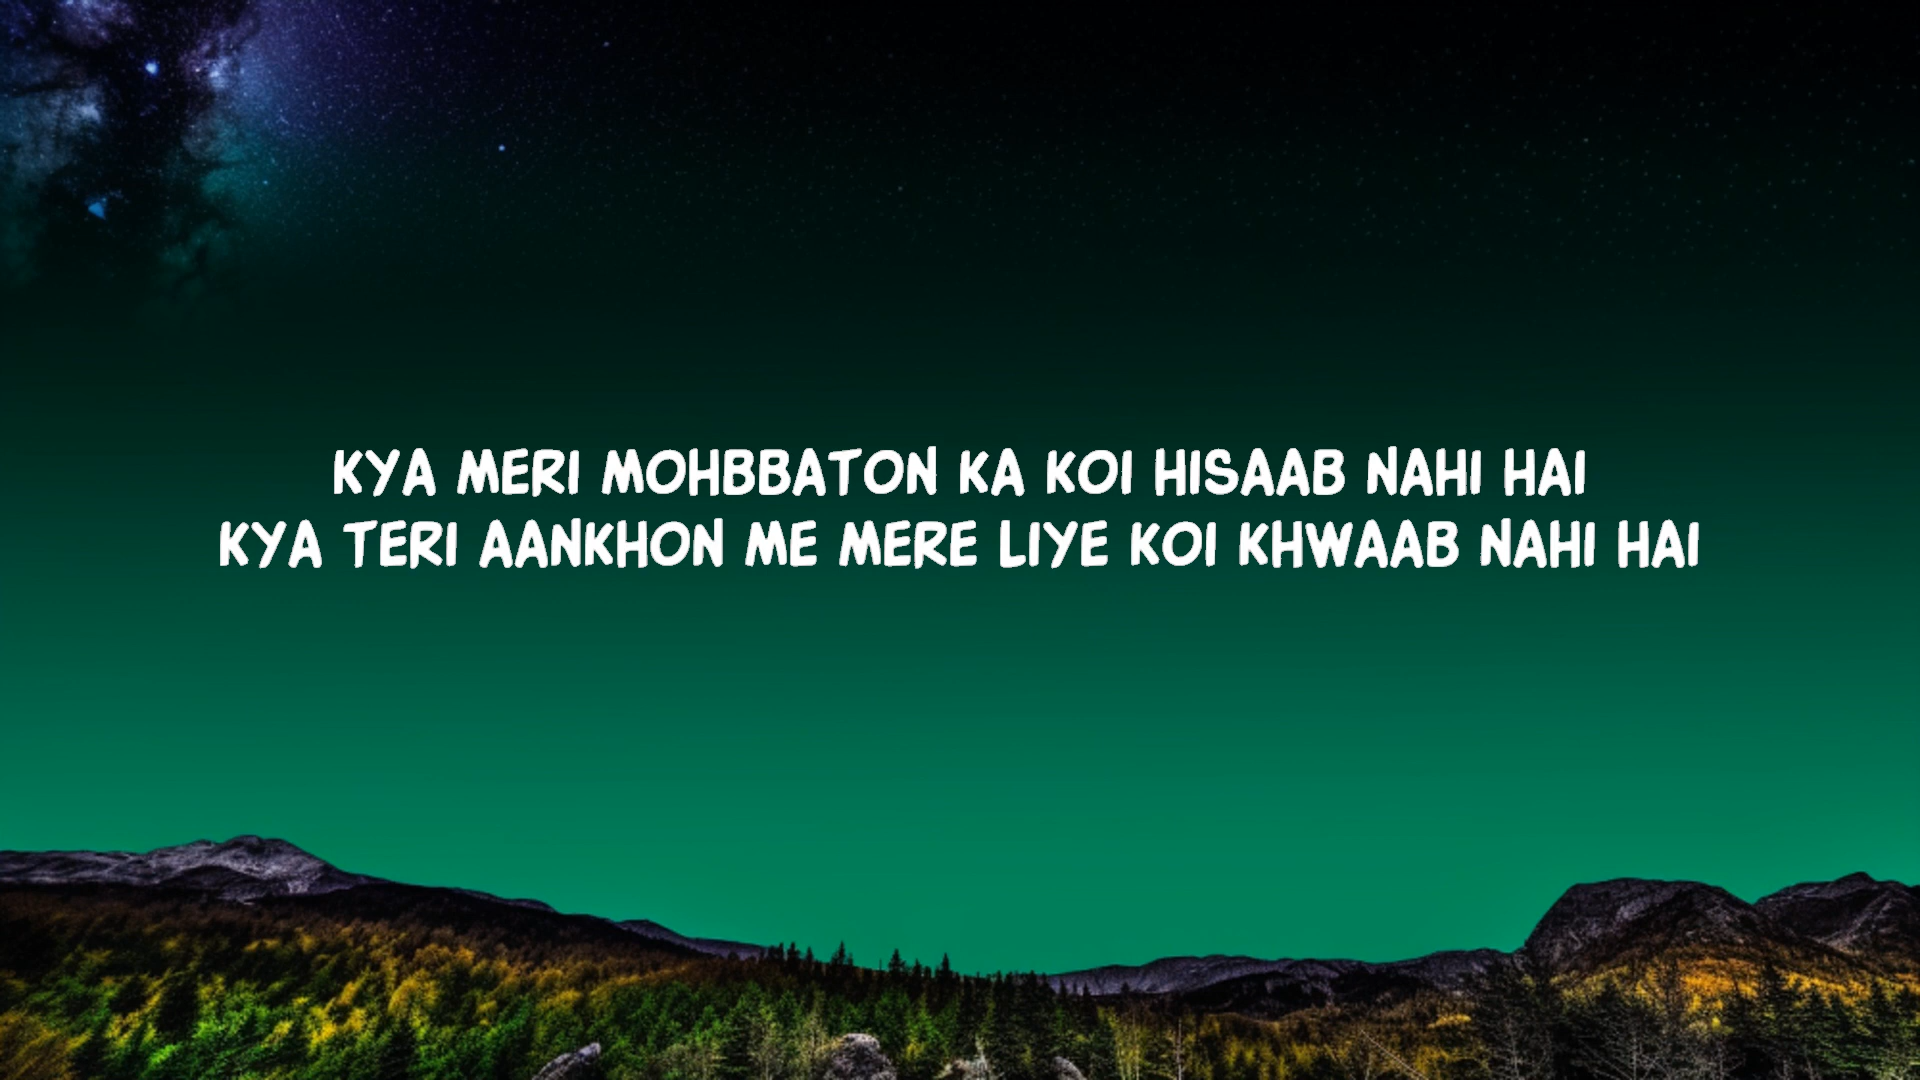 KYA MERI MOHBBATON KA KOI HISAAB NAHI HAI
KYA TERI AANKHON ME MERE LIYE KOI KHWAAB NAHI HAI